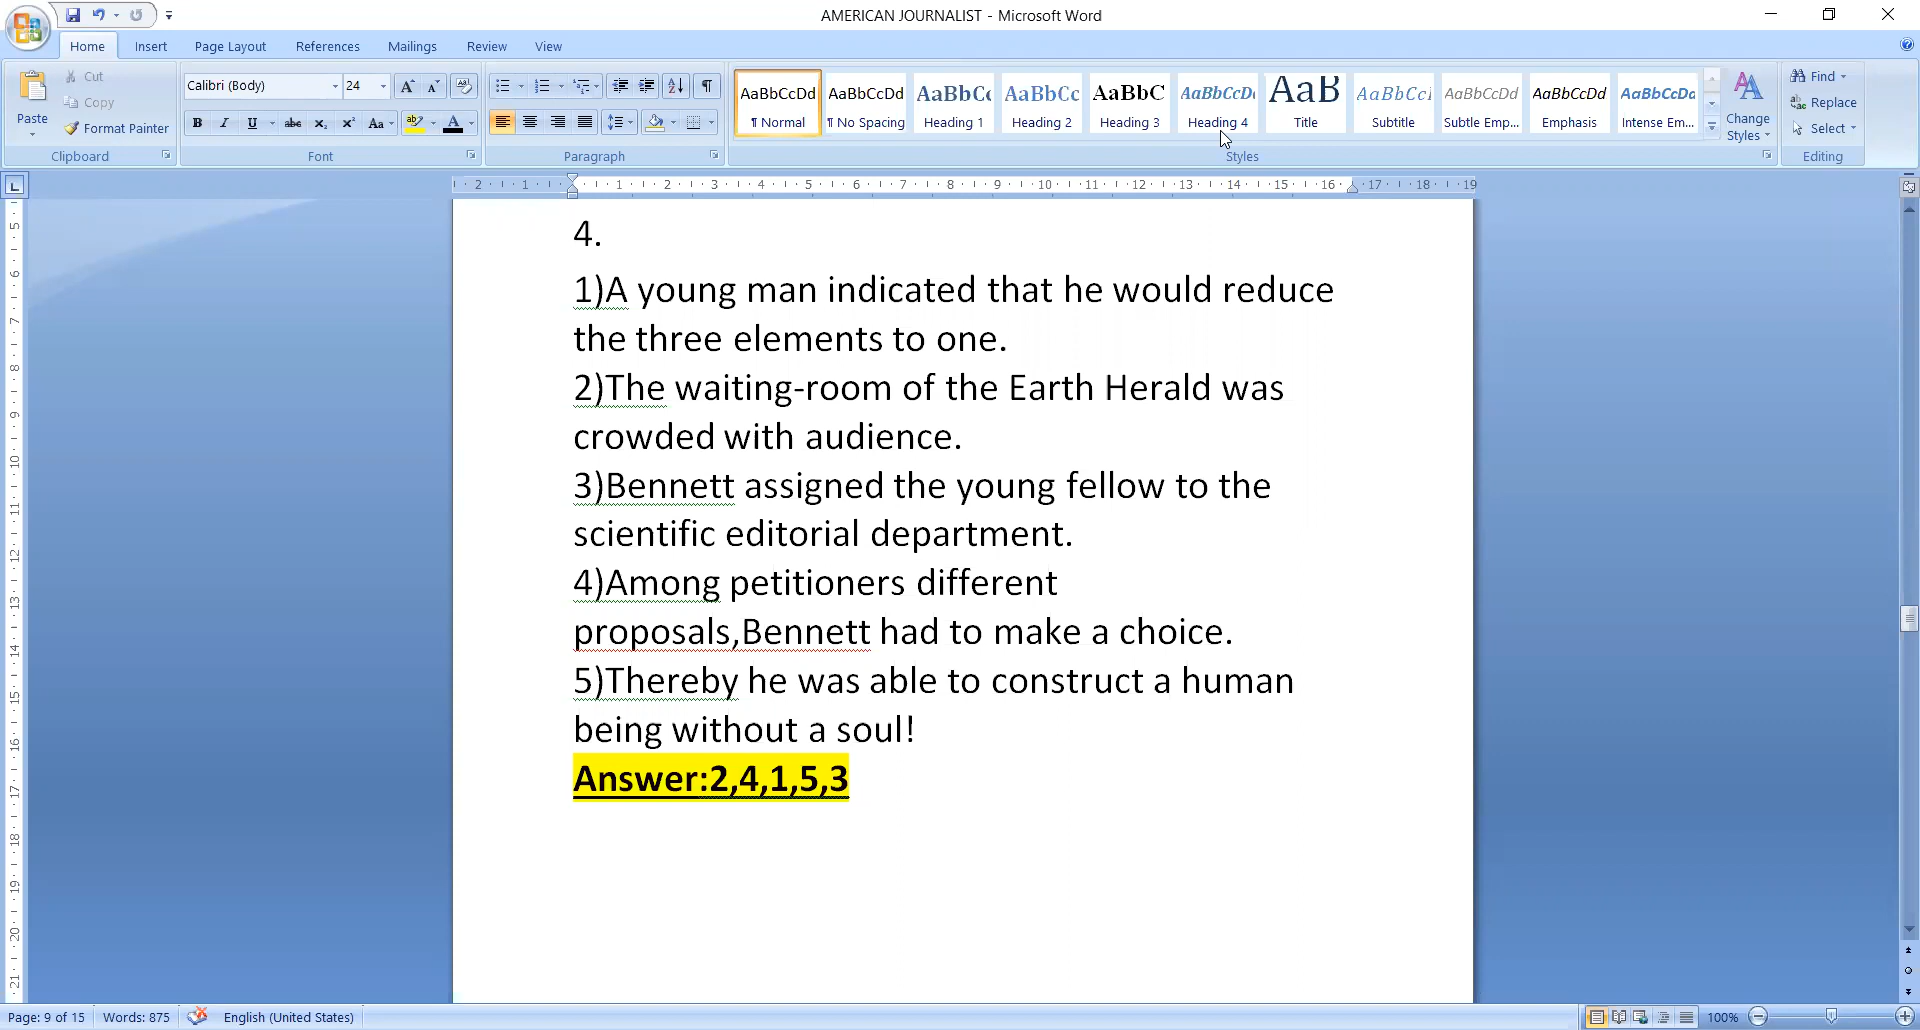 AMERICAN JOURNALIST - Microsoft Word
Home Insert Page Layout References Mailings Review View
Paste
Cut
Copy
Format Painter
Clipboard
Calibri (Body) 24
Font
Paragraph
AaBbCcDd AaBbCcDd AaBbCc AaBbCc AaBbC AaBbCcDd AaB AaBbCcl AaBbCcDd AaBbCcDd AaBbCcDd
¶ Normal ¶ No Spacing Heading 1 Heading 2 Heading 3 Heading 4 Title Subtitle Subtle Emp... Emphasis Intense Em...
Change
Styles
Styles
Find
Replace
Select
Editing
4.
1)A young man indicated that he would reduce
the three elements to one.
2)The waiting-room of the Earth Herald was
crowded with audience.
3)Bennett assigned the young fellow to the
scientific editorial department.
4)Among petitioners different
proposals,Bennett had to make a choice.
5)Thereby he was able to construct a human
being without a soul!
Answer:2,4,1,5,3
Page: 9 of 15 Words: 875 English (United States) 100%